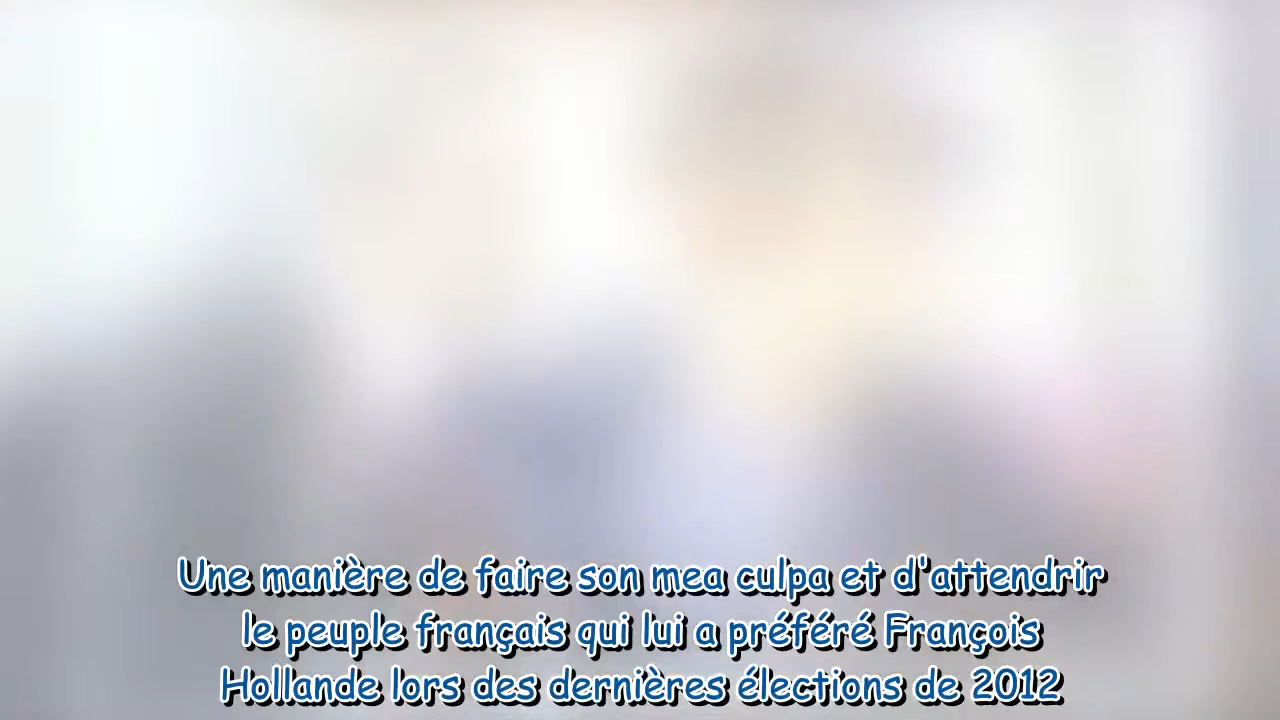 Une manière de faire son mea culpa et d'attendrir
le peuple français qui lui a préféré François
Hollande lors des dernières élections de 2012